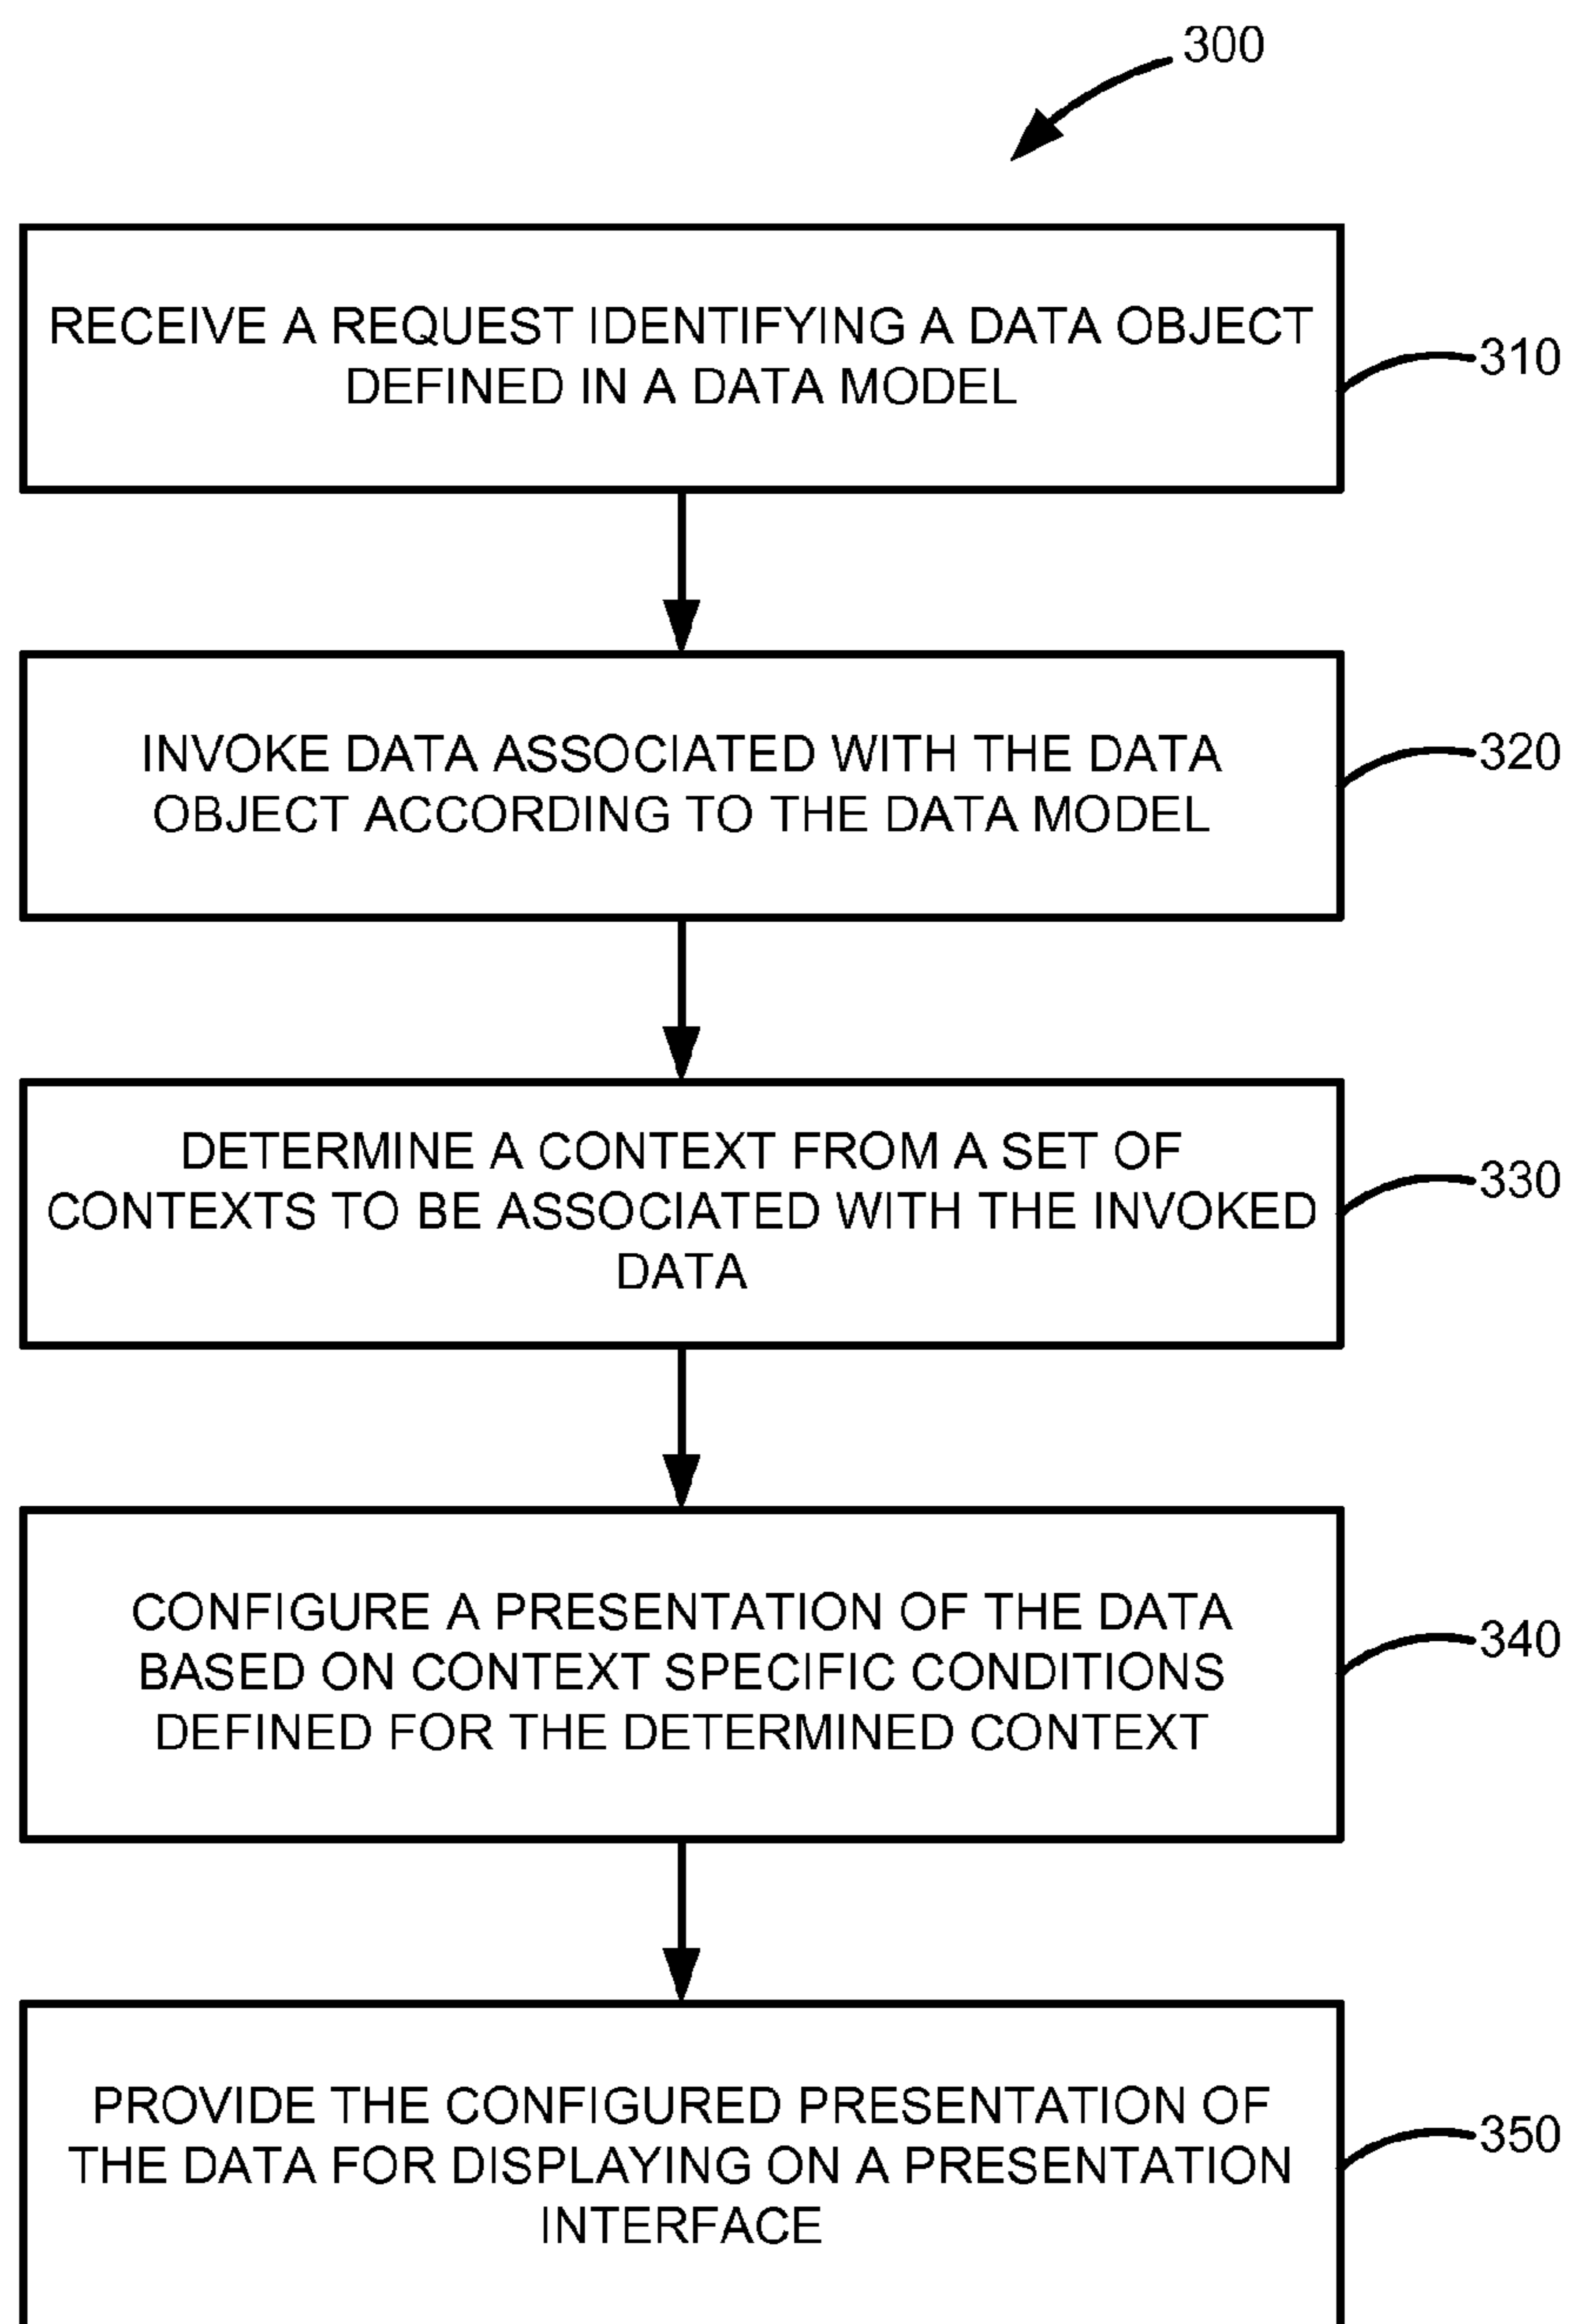 300
RECEIVE A REQUEST IDENTIFYING A DATA OBJECT
DEFINED IN A DATA MODEL
310
INVOKE DATA ASSOCIATED WITH THE DATA
OBJECT ACCORDING TO THE DATA MODEL
320
DETERMINE A CONTEXT FROM A SET OF
CONTEXTS TO BE ASSOCIATED WITH THE INVOKED
DATA
330
CONFIGURE A PRESENTATION OF THE DATA
BASED ON CONTEXT SPECIFIC CONDITIONS
DEFINED FOR THE DETERMINED CONTEXT
340
PROVIDE THE CONFIGURED PRESENTATION OF
THE DATA FOR DISPLAYING ON A PRESENTATION
INTERFACE
350